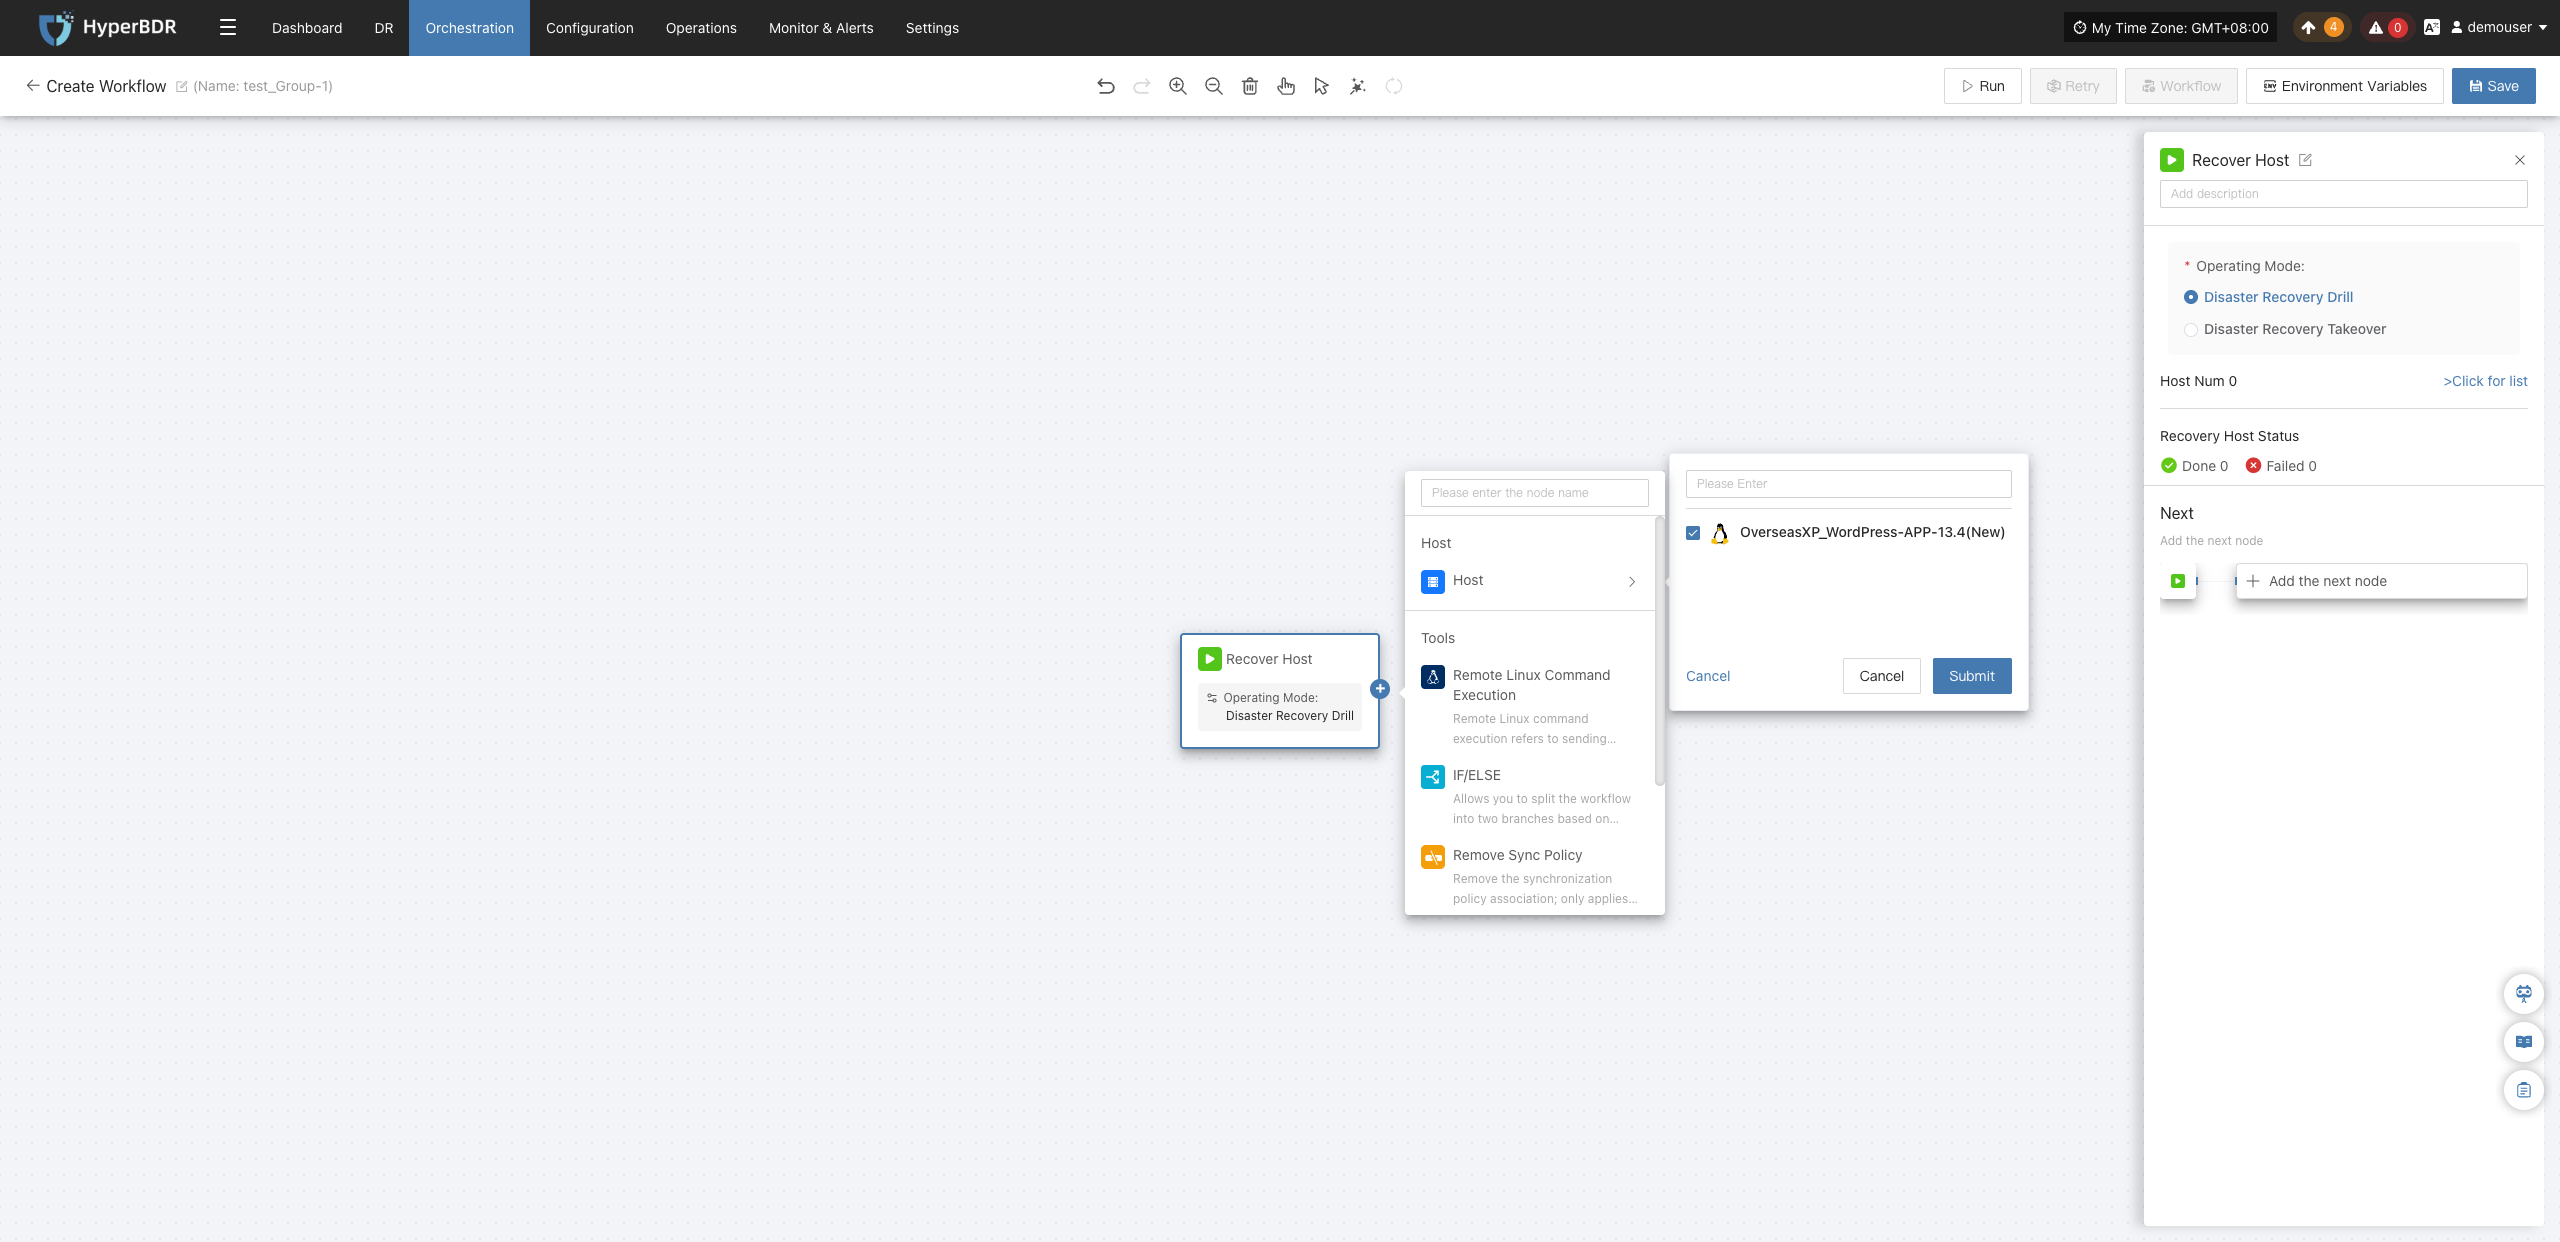 HyperBDR
Dashboard
DR
Orchestration
Configuration
Operations
Monitor & Alerts
Settings
My Time Zone: GMT+08:00
4
0
demouser
Create Workflow
(Name: test_Group-1)
Run
Retry
Workflow
Environment Variables
Save
Recover Host
Operating Mode:
Disaster Recovery Drill
Please enter the node name
Host
Host
Tools
Remote Linux Command
Execution
Remote Linux command
execution refers to sending...
IF/ELSE
Allows you to split the workflow
into two branches based on...
Remove Sync Policy
Remove the synchronization
policy association; only applies...
Please Enter
OverseasXP_WordPress-APP-13.4(New)
Cancel
Cancel
Submit
Recover Host
Add description
* Operating Mode:
Disaster Recovery Drill
Disaster Recovery Takeover
Host Num 0
>Click for list
Recovery Host Status
Done 0
Failed 0
Next
Add the next node
Add the next node